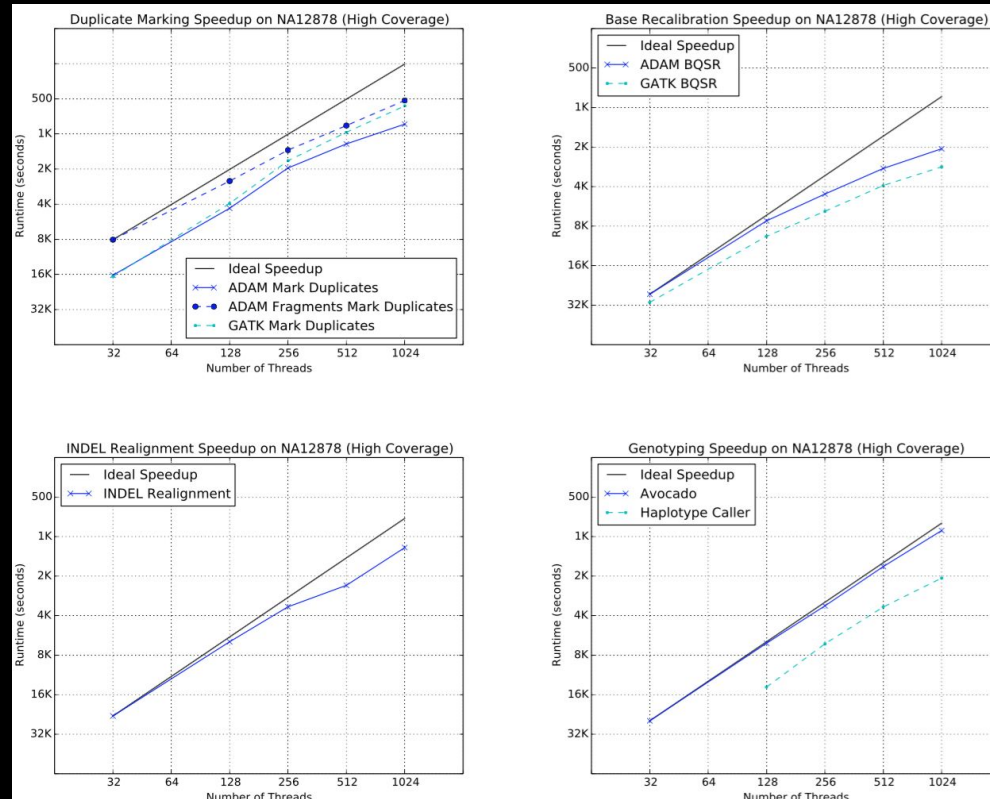 Duplicate Marking Speedup on NA12878 (High Coverage)
500
1K
2K
4K
8K
16K
32K
Runtime (seconds)
Ideal Speedup
ADAM Mark Duplicates
ADAM Fragments Mark Duplicates
GATK Mark Duplicates
32 64 128 256 512 1024
Number of Threads
Base Recalibration Speedup on NA12878 (High Coverage)
Ideal Speedup
ADAM BQSR
GATK BQSR
500
1K
2K
4K
8K
16K
32K
Runtime (seconds)
32 64 128 256 512 1024
Number of Threads
INDEL Realignment Speedup on NA12878 (High Coverage)
Ideal Speedup
INDEL Realignment
500
1K
2K
4K
8K
16K
32K
Runtime (seconds)
32 64 128 256 512 1024
Number of Threads
Genotyping Speedup on NA12878 (High Coverage)
Ideal Speedup
Avocado
Haplotype Caller
500
1K
2K
4K
8K
16K
32K
Runtime (seconds)
32 64 128 256 512 1024
Number of Threads